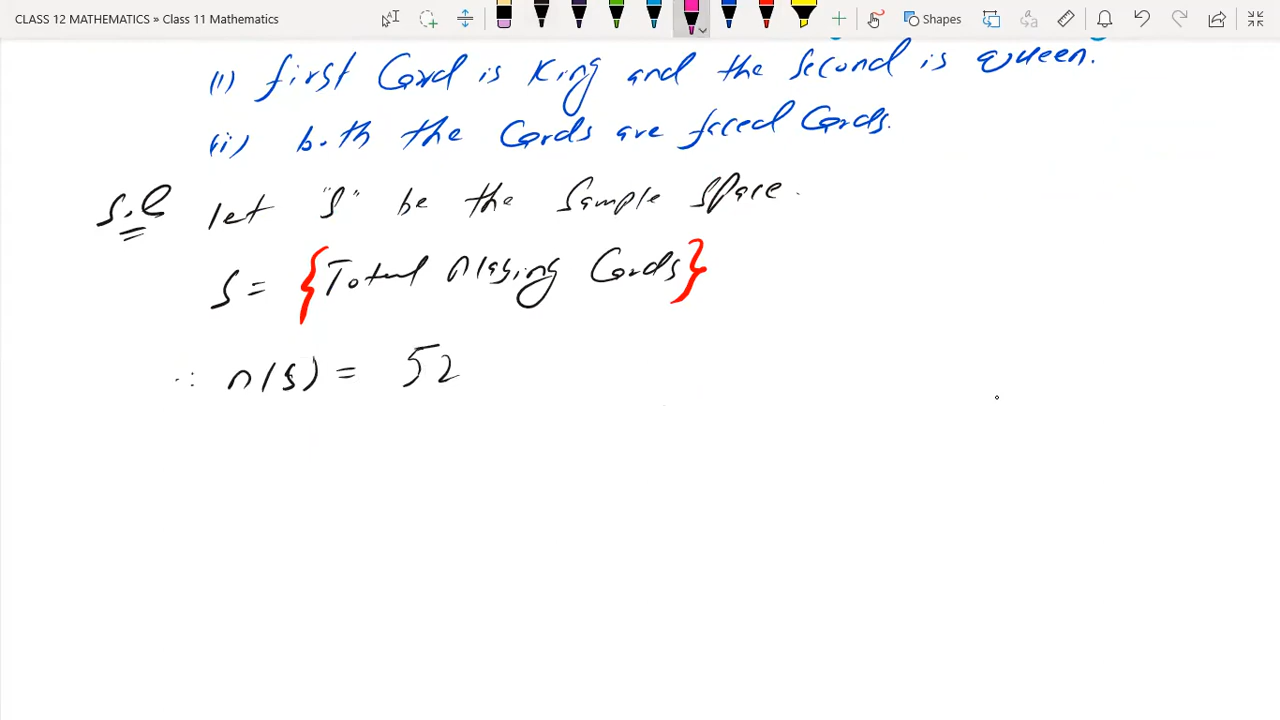 CLASS 12 MATHEMATICS » Class 11 Mathematics
Shapes
(i) first Card is King and the second is queen.
(ii) both the Cards are faced Cards.
Sol let "S" be the Sample Space.
S = {Total Playing Cards}
∴ n(S) = 52